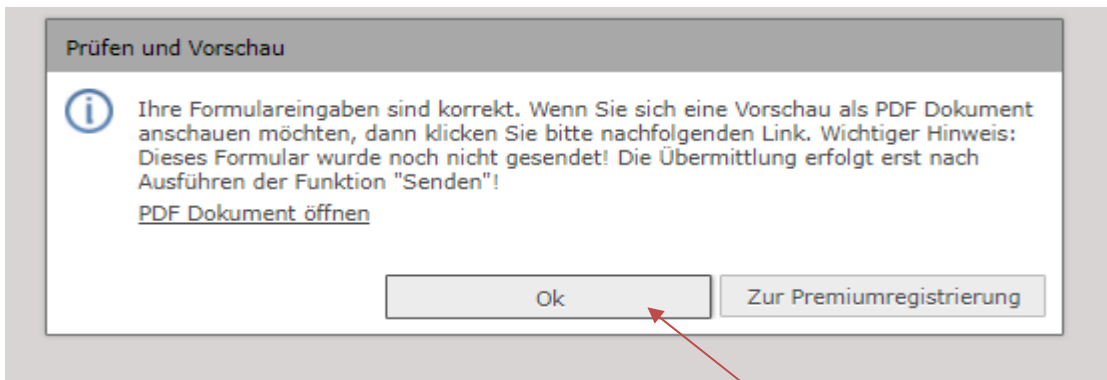 Prüfen und Vorschau
Ihre Formulareingaben sind korrekt. Wenn Sie sich eine Vorschau als PDF Dokument
anschauen möchten, dann klicken Sie bitte nachfolgenden Link. Wichtiger Hinweis:
Dieses Formular wurde noch nicht gesendet! Die Übermittlung erfolgt erst nach
Ausführen der Funktion "Senden"!
PDF Dokument öffnen
Ok
Zur Premiumregistrierung